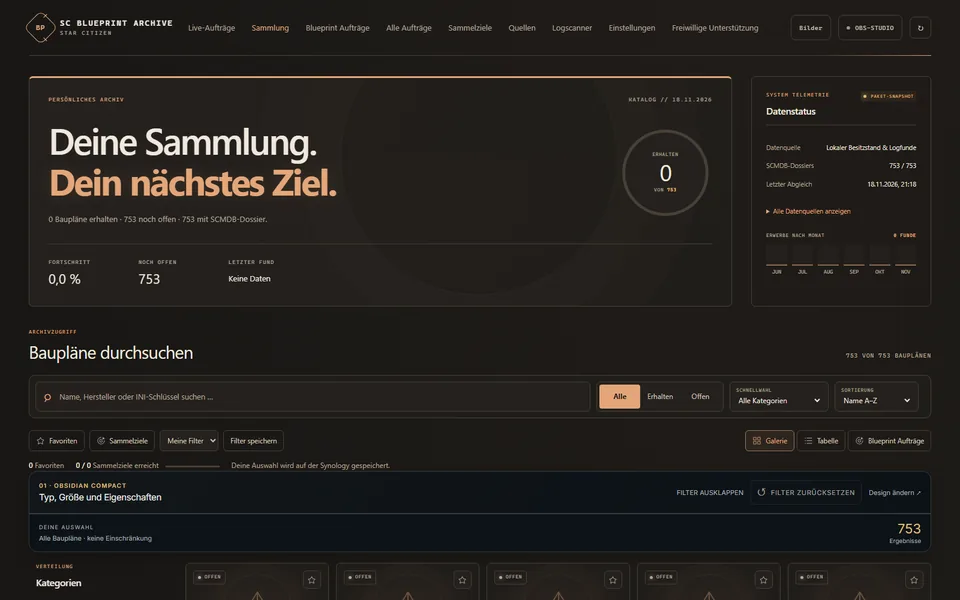 BP
SC BLUEPRINT ARCHIVE
STAR CITIZEN
Live-Aufträge
Sammlung
Blueprint Aufträge
Alle Aufträge
Sammelziele
Quellen
Logscanner
Einstellungen
Freiwillige Unterstützung
Bilder
OBS-STUDIO
PERSÖNLICHES ARCHIV
KATALOG // 18.11.2026
Deine Sammlung.
Dein nächstes Ziel.
0 Baupläne erhalten · 753 noch offen · 753 mit SCMDB-Dossier.
ERHALTEN
0
VON 753
FORTSCHRITT
0,0 %
NOCH OFFEN
753
LETZTER FUND
Keine Daten
SYSTEM TELEMETRIE
PAKET-SNAPSHOT
Datenstatus
Datenquelle Lokaler Besitzstand & Logfunde
SCMDB-Dossiers 753 / 753
Letzter Abgleich 18.11.2026, 21:18
Alle Datenquellen anzeigen
ERWERBE NACH MONAT 0 FUNDE
JUN JUL AUG SEP OKT NOV
ARCHIVZUGRIFF
Baupläne durchsuchen
753 VON 753 BAUPLÄNEN
Name, Hersteller oder INI-Schlüssel suchen ...
Alle
Erhalten
Offen
SCHNELLWAHL
Alle Kategorien
SORTIERUNG
Name A–Z
Favoriten
Sammelziele
Meine Filter
Filter speichern
Galerie
Tabelle
Blueprint Aufträge
0 Favoriten 0 / 0 Sammelziele erreicht Deine Auswahl wird auf der Synology gespeichert.
01 · OBSIDIAN COMPACT
Typ, Größe und Eigenschaften
FILTER AUSKLAPPEN
FILTER ZURÜCKSETZEN
Design ändern ↗
DEINE AUSWAHL
Alle Baupläne · keine Einschränkung
753
Ergebnisse
VERTEILUNG
Kategorien
OFFEN
OFFEN
OFFEN
OFFEN
OFFEN